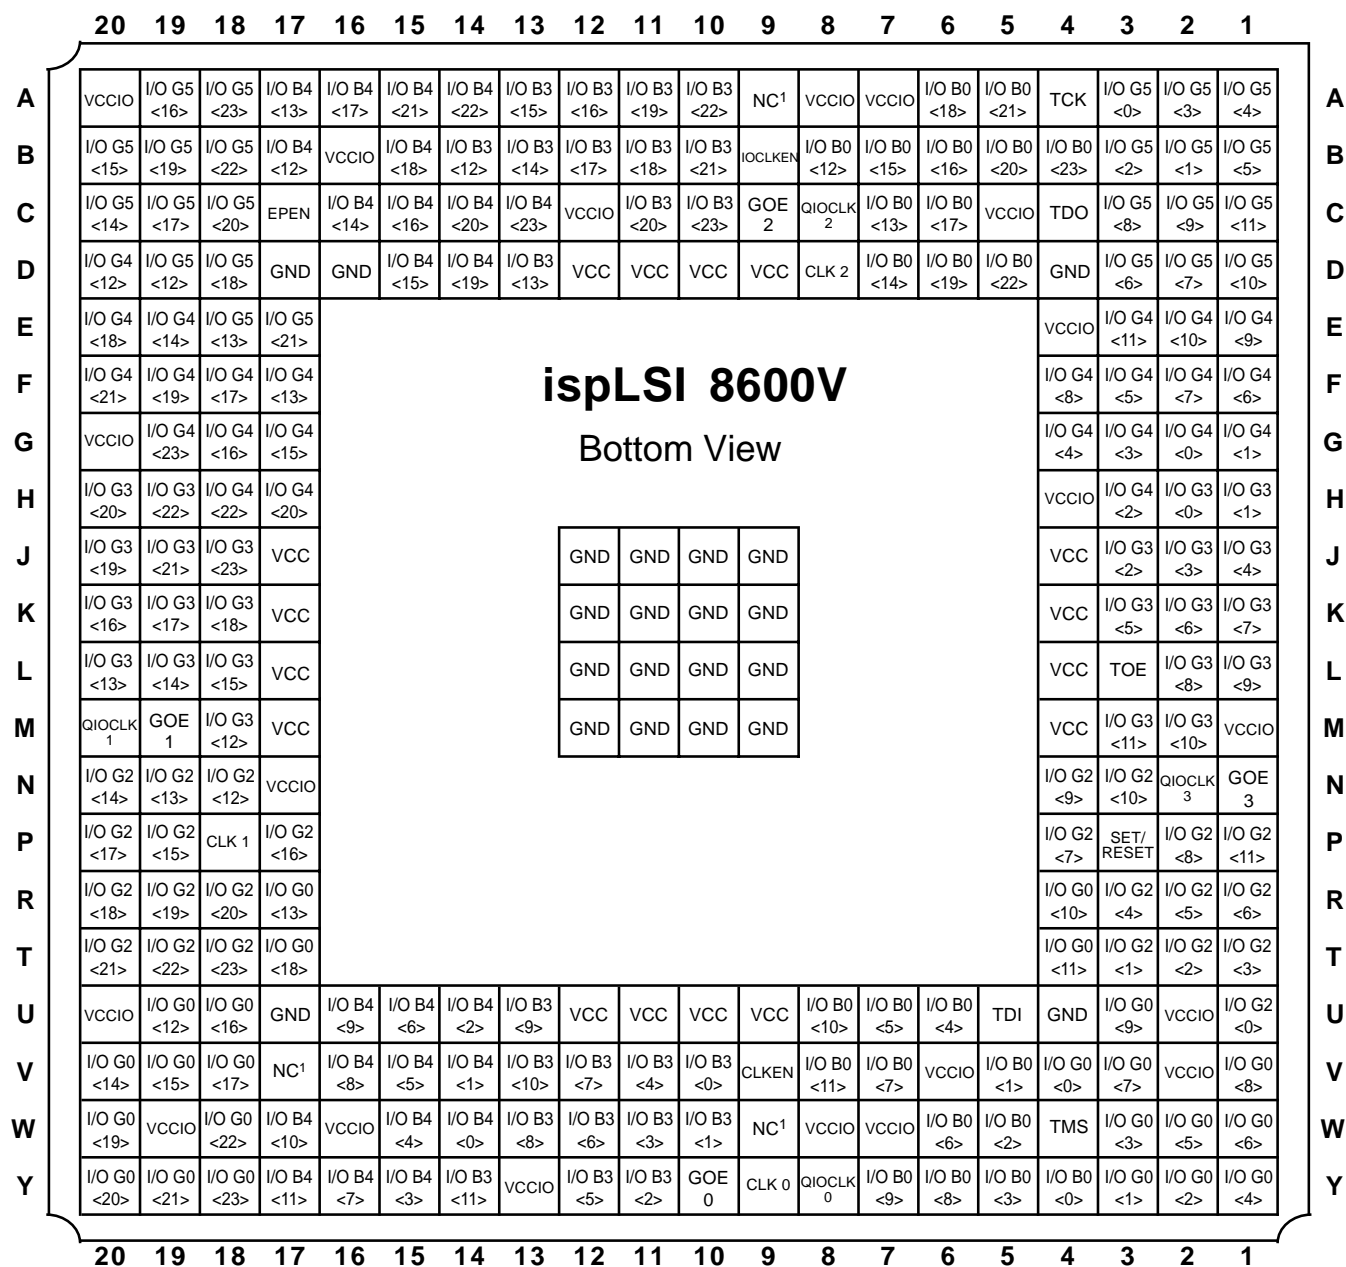 20 19 18 17 16 15 14 13 12 11 10 9 8 7 6 5 4 3 2 1
A VCCIO I/O G5 <16> I/O G5 <23> I/O B4 <13> I/O B4 <17> I/O B4 <21> I/O B4 <22> I/O B3 <15> I/O B3 <16> I/O B3 <19> I/O B3 <22> NC1 VCCIO VCCIO I/O B0 <18> I/O B0 <21> TCK I/O G5 <0> I/O G5 <3> I/O G5 <4> A
B I/O G5 <15> I/O G5 <19> I/O G5 <22> I/O B4 <12> VCCIO I/O B4 <18> I/O B3 <12> I/O B3 <14> I/O B3 <17> I/O B3 <18> I/O B3 <21> IOCLKEN I/O B0 <12> I/O B0 <15> I/O B0 <16> I/O B0 <20> I/O B0 <23> I/O G5 <2> I/O G5 <1> I/O G5 <5> B
C I/O G5 <14> I/O G5 <17> I/O G5 <20> EPEN I/O B4 <14> I/O B4 <16> I/O B4 <20> I/O B4 <23> VCCIO I/O B3 <20> I/O B3 <23> GOE 2 QIOCLK 2 I/O B0 <13> I/O B0 <17> VCCIO TDO I/O G5 <8> I/O G5 <9> I/O G5 <11> C
D I/O G4 <12> I/O G5 <12> I/O G5 <18> GND GND I/O B4 <15> I/O B4 <19> I/O B3 <13> VCC VCC VCC VCC CLK 2 I/O B0 <14> I/O B0 <19> I/O B0 <22> GND I/O G5 <6> I/O G5 <7> I/O G5 <10> D
E I/O G4 <18> I/O G4 <14> I/O G5 <13> I/O G5 <21> VCCIO I/O G4 <11> I/O G4 <10> I/O G4 <9> E
F I/O G4 <21> I/O G4 <19> I/O G4 <17> I/O G4 <13> ispLSI 8600V I/O G4 <8> I/O G4 <5> I/O G4 <7> I/O G4 <6> F
G VCCIO I/O G4 <23> I/O G4 <16> I/O G4 <15> Bottom View I/O G4 <4> I/O G4 <3> I/O G4 <0> I/O G4 <1> G
H I/O G3 <20> I/O G3 <22> I/O G4 <22> I/O G4 <20> VCCIO I/O G4 <2> I/O G3 <0> I/O G3 <1> H
J I/O G3 <19> I/O G3 <21> I/O G3 <23> VCC GND GND GND GND VCC I/O G3 <2> I/O G3 <3> I/O G3 <4> J
K I/O G3 <16> I/O G3 <17> I/O G3 <18> VCC GND GND GND GND VCC I/O G3 <5> I/O G3 <6> I/O G3 <7> K
L I/O G3 <13> I/O G3 <14> I/O G3 <15> VCC GND GND GND GND VCC TOE I/O G3 <8> I/O G3 <9> L
M QIOCLK 1 GOE 1 I/O G3 <12> VCC GND GND GND GND VCC I/O G3 <11> I/O G3 <10> VCCIO M
N I/O G2 <14> I/O G2 <13> I/O G2 <12> VCCIO I/O G2 <9> I/O G2 <10> QIOCLK 3 GOE 3 N
P I/O G2 <17> I/O G2 <15> CLK 1 I/O G2 <16> I/O G2 <7> SET/ RESET I/O G2 <8> I/O G2 <11> P
R I/O G2 <18> I/O G2 <19> I/O G2 <20> I/O G0 <13> I/O G0 <10> I/O G2 <4> I/O G2 <5> I/O G2 <6> R
T I/O G2 <21> I/O G2 <22> I/O G2 <23> I/O G0 <18> I/O G0 <11> I/O G2 <1> I/O G2 <2> I/O G2 <3> T
U VCCIO I/O G0 <12> I/O G0 <16> GND I/O B4 <9> I/O B4 <6> I/O B4 <2> I/O B3 <9> VCC VCC VCC VCC I/O B0 <10> I/O B0 <5> I/O B0 <4> TDI GND I/O G0 <9> VCCIO I/O G2 <0> U
V I/O G0 <14> I/O G0 <15> I/O G0 <17> NC1 I/O B4 <8> I/O B4 <5> I/O B4 <1> I/O B3 <10> I/O B3 <7> I/O B3 <4> I/O B3 <0> CLKEN I/O B0 <11> I/O B0 <7> VCCIO I/O B0 <1> I/O G0 <0> I/O G0 <7> VCCIO I/O G0 <8> V
W I/O G0 <19> VCCIO I/O G0 <22> I/O B4 <10> VCCIO I/O B4 <4> I/O B4 <0> I/O B3 <8> I/O B3 <6> I/O B3 <3> I/O B3 <1> NC1 VCCIO VCCIO I/O B0 <6> I/O B0 <2> TMS I/O G0 <3> I/O G0 <5> I/O G0 <6> W
Y I/O G0 <20> I/O G0 <21> I/O G0 <23> I/O B4 <11> I/O B4 <7> I/O B4 <3> I/O B3 <11> VCCIO I/O B3 <5> I/O B3 <2> GOE 0 CLK 0 QIOCLK 0 I/O B0 <9> I/O B0 <8> I/O B0 <3> I/O B0 <0> I/O G0 <1> I/O G0 <2> I/O G0 <4> Y
20 19 18 17 16 15 14 13 12 11 10 9 8 7 6 5 4 3 2 1